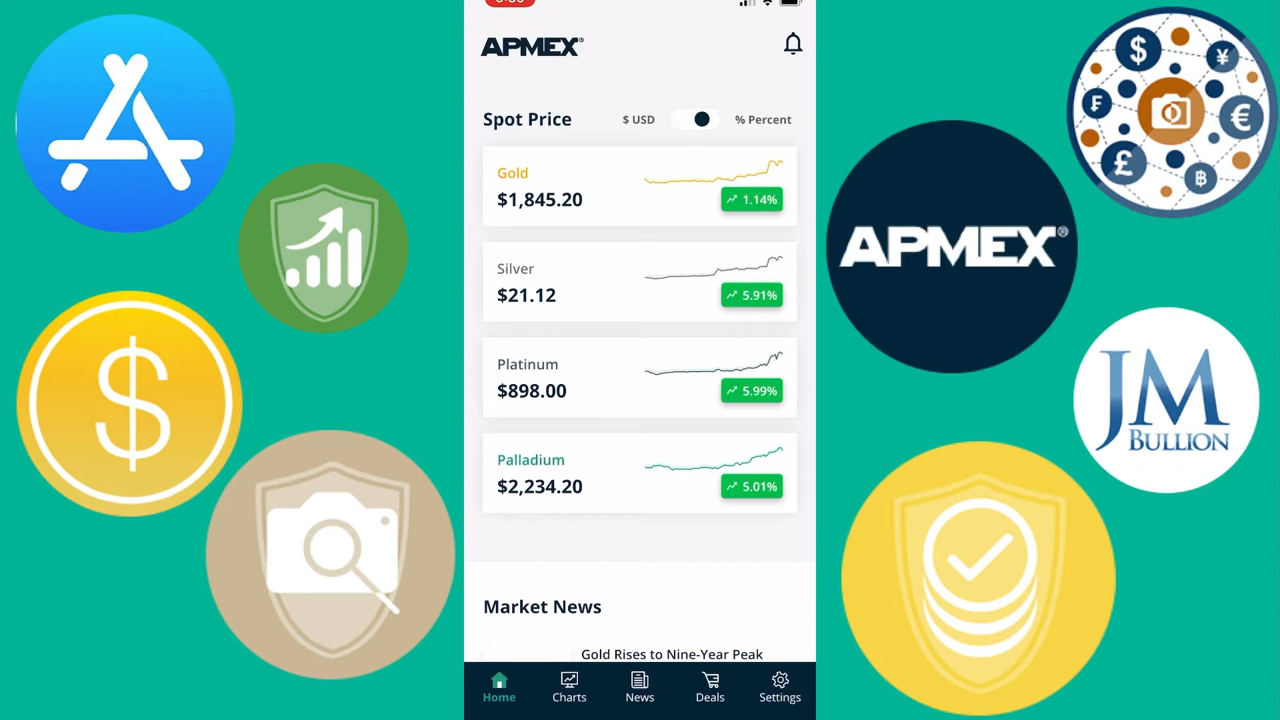 APMEX®
Spot Price
$ USD
% Percent
Gold
$1,845.20
1.14%
Silver
$21.12
5.91%
Platinum
$898.00
5.99%
Palladium
$2,234.20
5.01%
Market News
Gold Rises to Nine-Year Peak
Home
Charts
News
Deals
Settings
$
$
¥
₣
€
£
฿
APMEX®
JM
BULLION